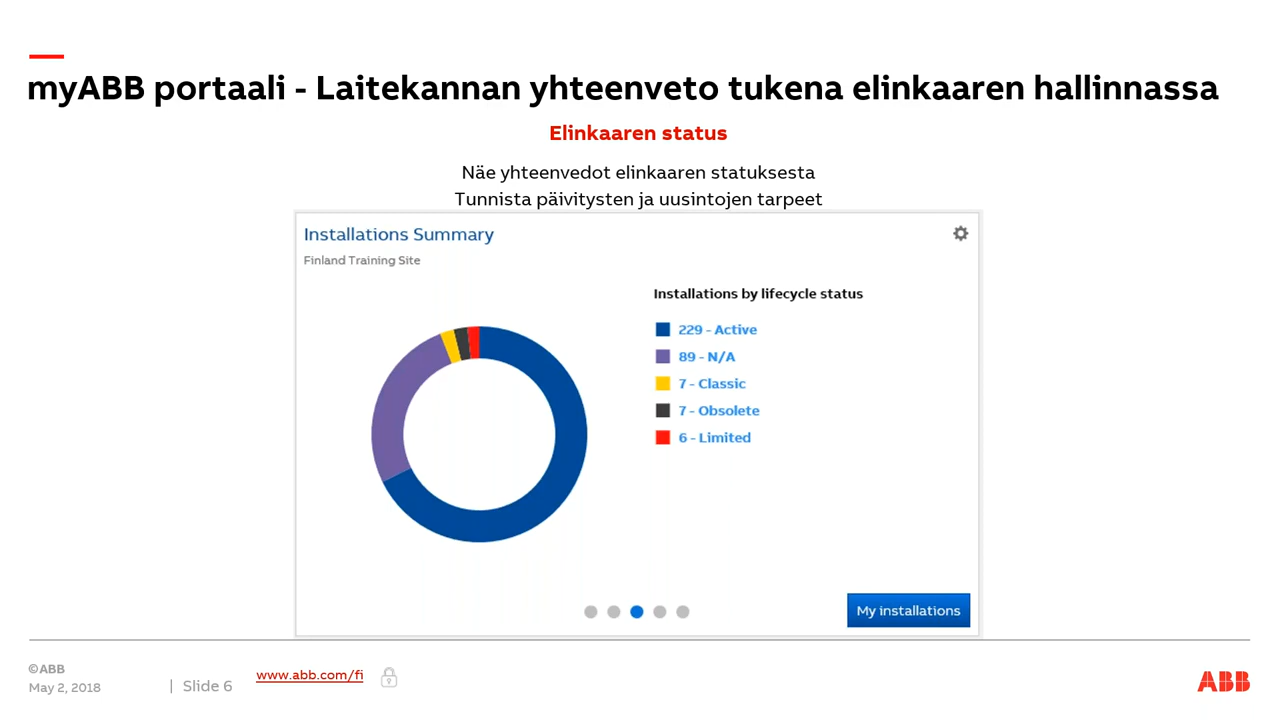 myABB portaali - Laitekannan yhteenveto tukena elinkaaren hallinnassa
Elinkaaren status
Näe yhteenvedot elinkaaren statuksesta
Tunnista päivitysten ja uusintojen tarpeet
Installations Summary
Finland Training Site
Installations by lifecycle status
229 - Active
89 - N/A
7 - Classic
7 - Obsolete
6 - Limited
My installations
©ABB
May 2, 2018
| Slide 6
www.abb.com/fi
ABB